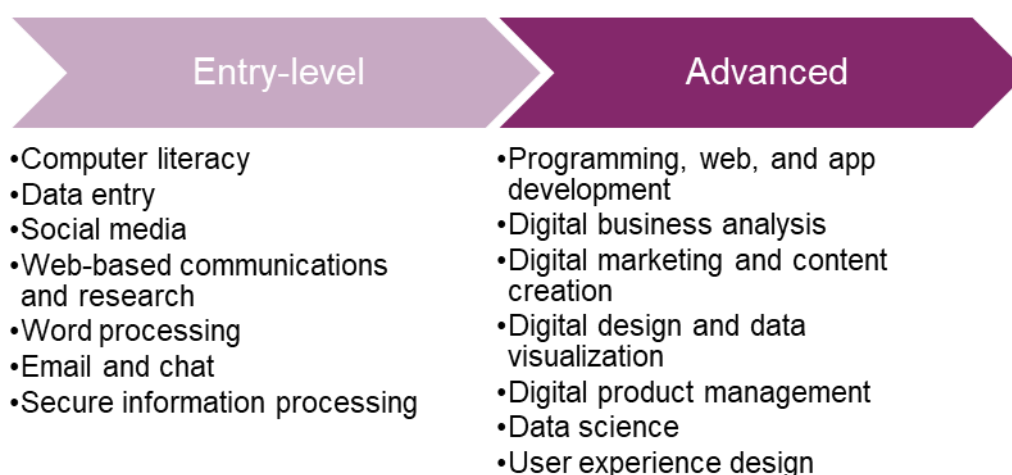 Entry-level
•Computer literacy
•Data entry
•Social media
•Web-based communications
and research
•Word processing
•Email and chat
•Secure information processing
Advanced
•Programming, web, and app
development
•Digital business analysis
•Digital marketing and content
creation
•Digital design and data
visualization
•Digital product management
•Data science
•User experience design